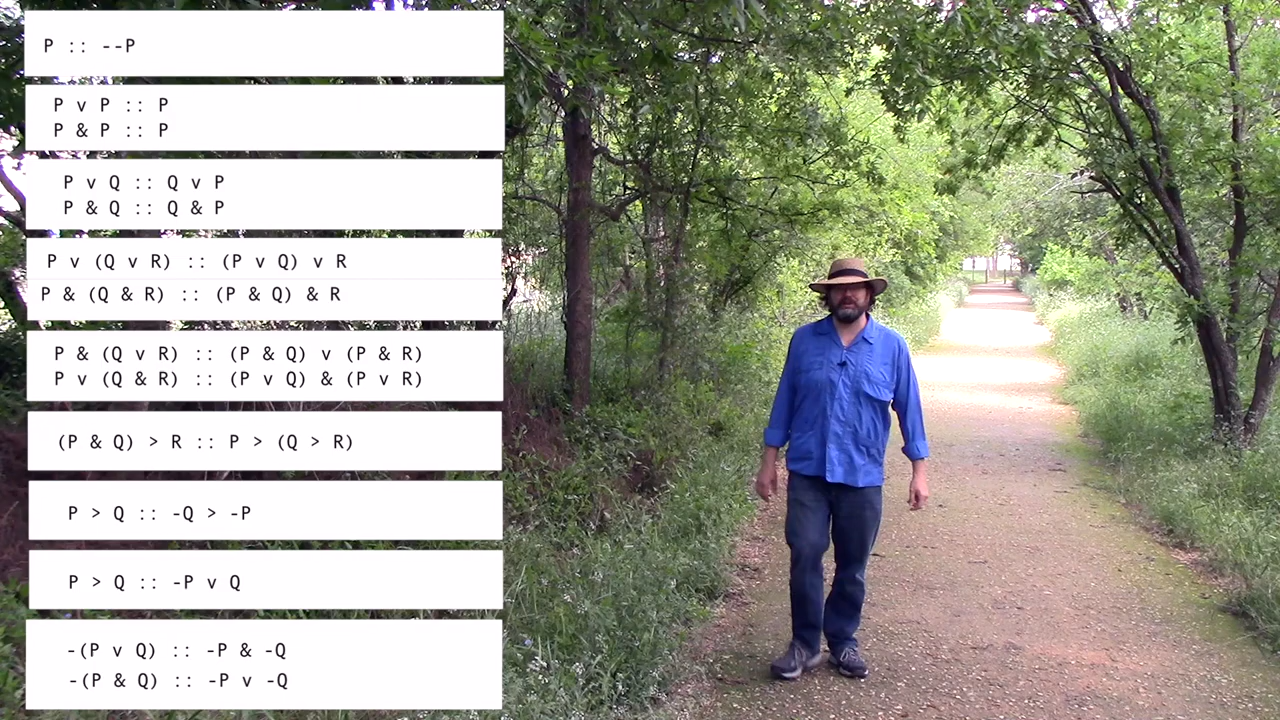 P :: --P
P v P :: P
P & P :: P
P v Q :: Q v P
P & Q :: Q & P
P v (Q v R) :: (P v Q) v R
P & (Q & R) :: (P & Q) & R
P & (Q v R) :: (P & Q) v (P & R)
P v (Q & R) :: (P v Q) & (P v R)
(P & Q) > R :: P > (Q > R)
P > Q :: -Q > -P
P > Q :: -P v Q
-(P v Q) :: -P & -Q
-(P & Q) :: -P v -Q